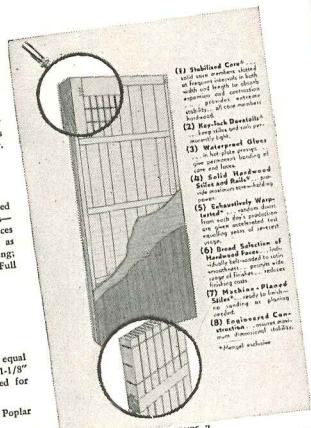 (1) Stabilized Core* . . .
solid core members slotted
at frequent intervals in both
width and length to absorb
expansion and contraction
. . . provides extreme
stability . . . all core members
hardwood.
(2) Key-lock Dovetails*
. . . keep stiles and rails per-
manently tight.
(3) Waterproof Glues
. . . in hot-plate presses . . .
give permanent bonding of
core and faces.
(4) Solid Hardwood
Stiles and Rails* . . . pro-
vide maximum screw-holding
power.
(5) Exhaustively Warp-
tested* . . . random doors
from each day's production
are given accelerated test
equalling years of severest
usage.
(6) Broad Selection of
Hardwood Faces . . . indi-
vidually belt-sanded to satin
smoothness . . . permits wide
range of finishes . . . reduces
finishing costs.
(7) Machine-Planed
Stiles* . . . ready to finish—
no sanding or planing
needed.
(8) Engineered Con-
struction . . . assures maxi-
mum dimensional stability.
*Mengel exclusive
ed
ces
as
ng;
Full
equal
1-1/8"
ed for
Poplar